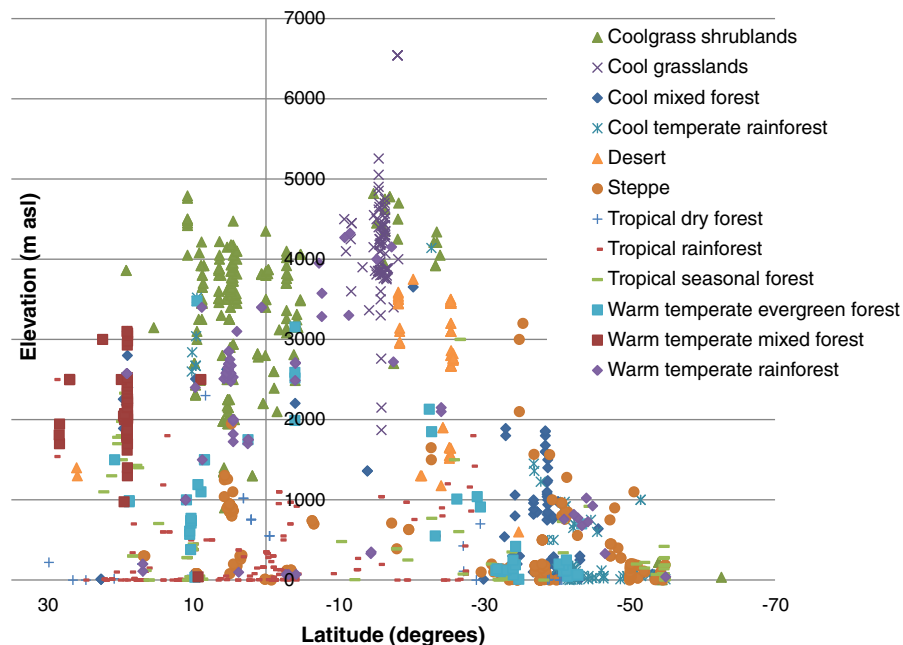 7000
6000
5000
4000
3000
2000
1000
0
Elevation (m asl)
30
10
-10
-30
-50
-70
Latitude (degrees)
Coolgrass shrublands
Cool grasslands
Cool mixed forest
Cool temperate rainforest
Desert
Steppe
Tropical dry forest
Tropical rainforest
Tropical seasonal forest
Warm temperate evergreen forest
Warm temperate mixed forest
Warm temperate rainforest